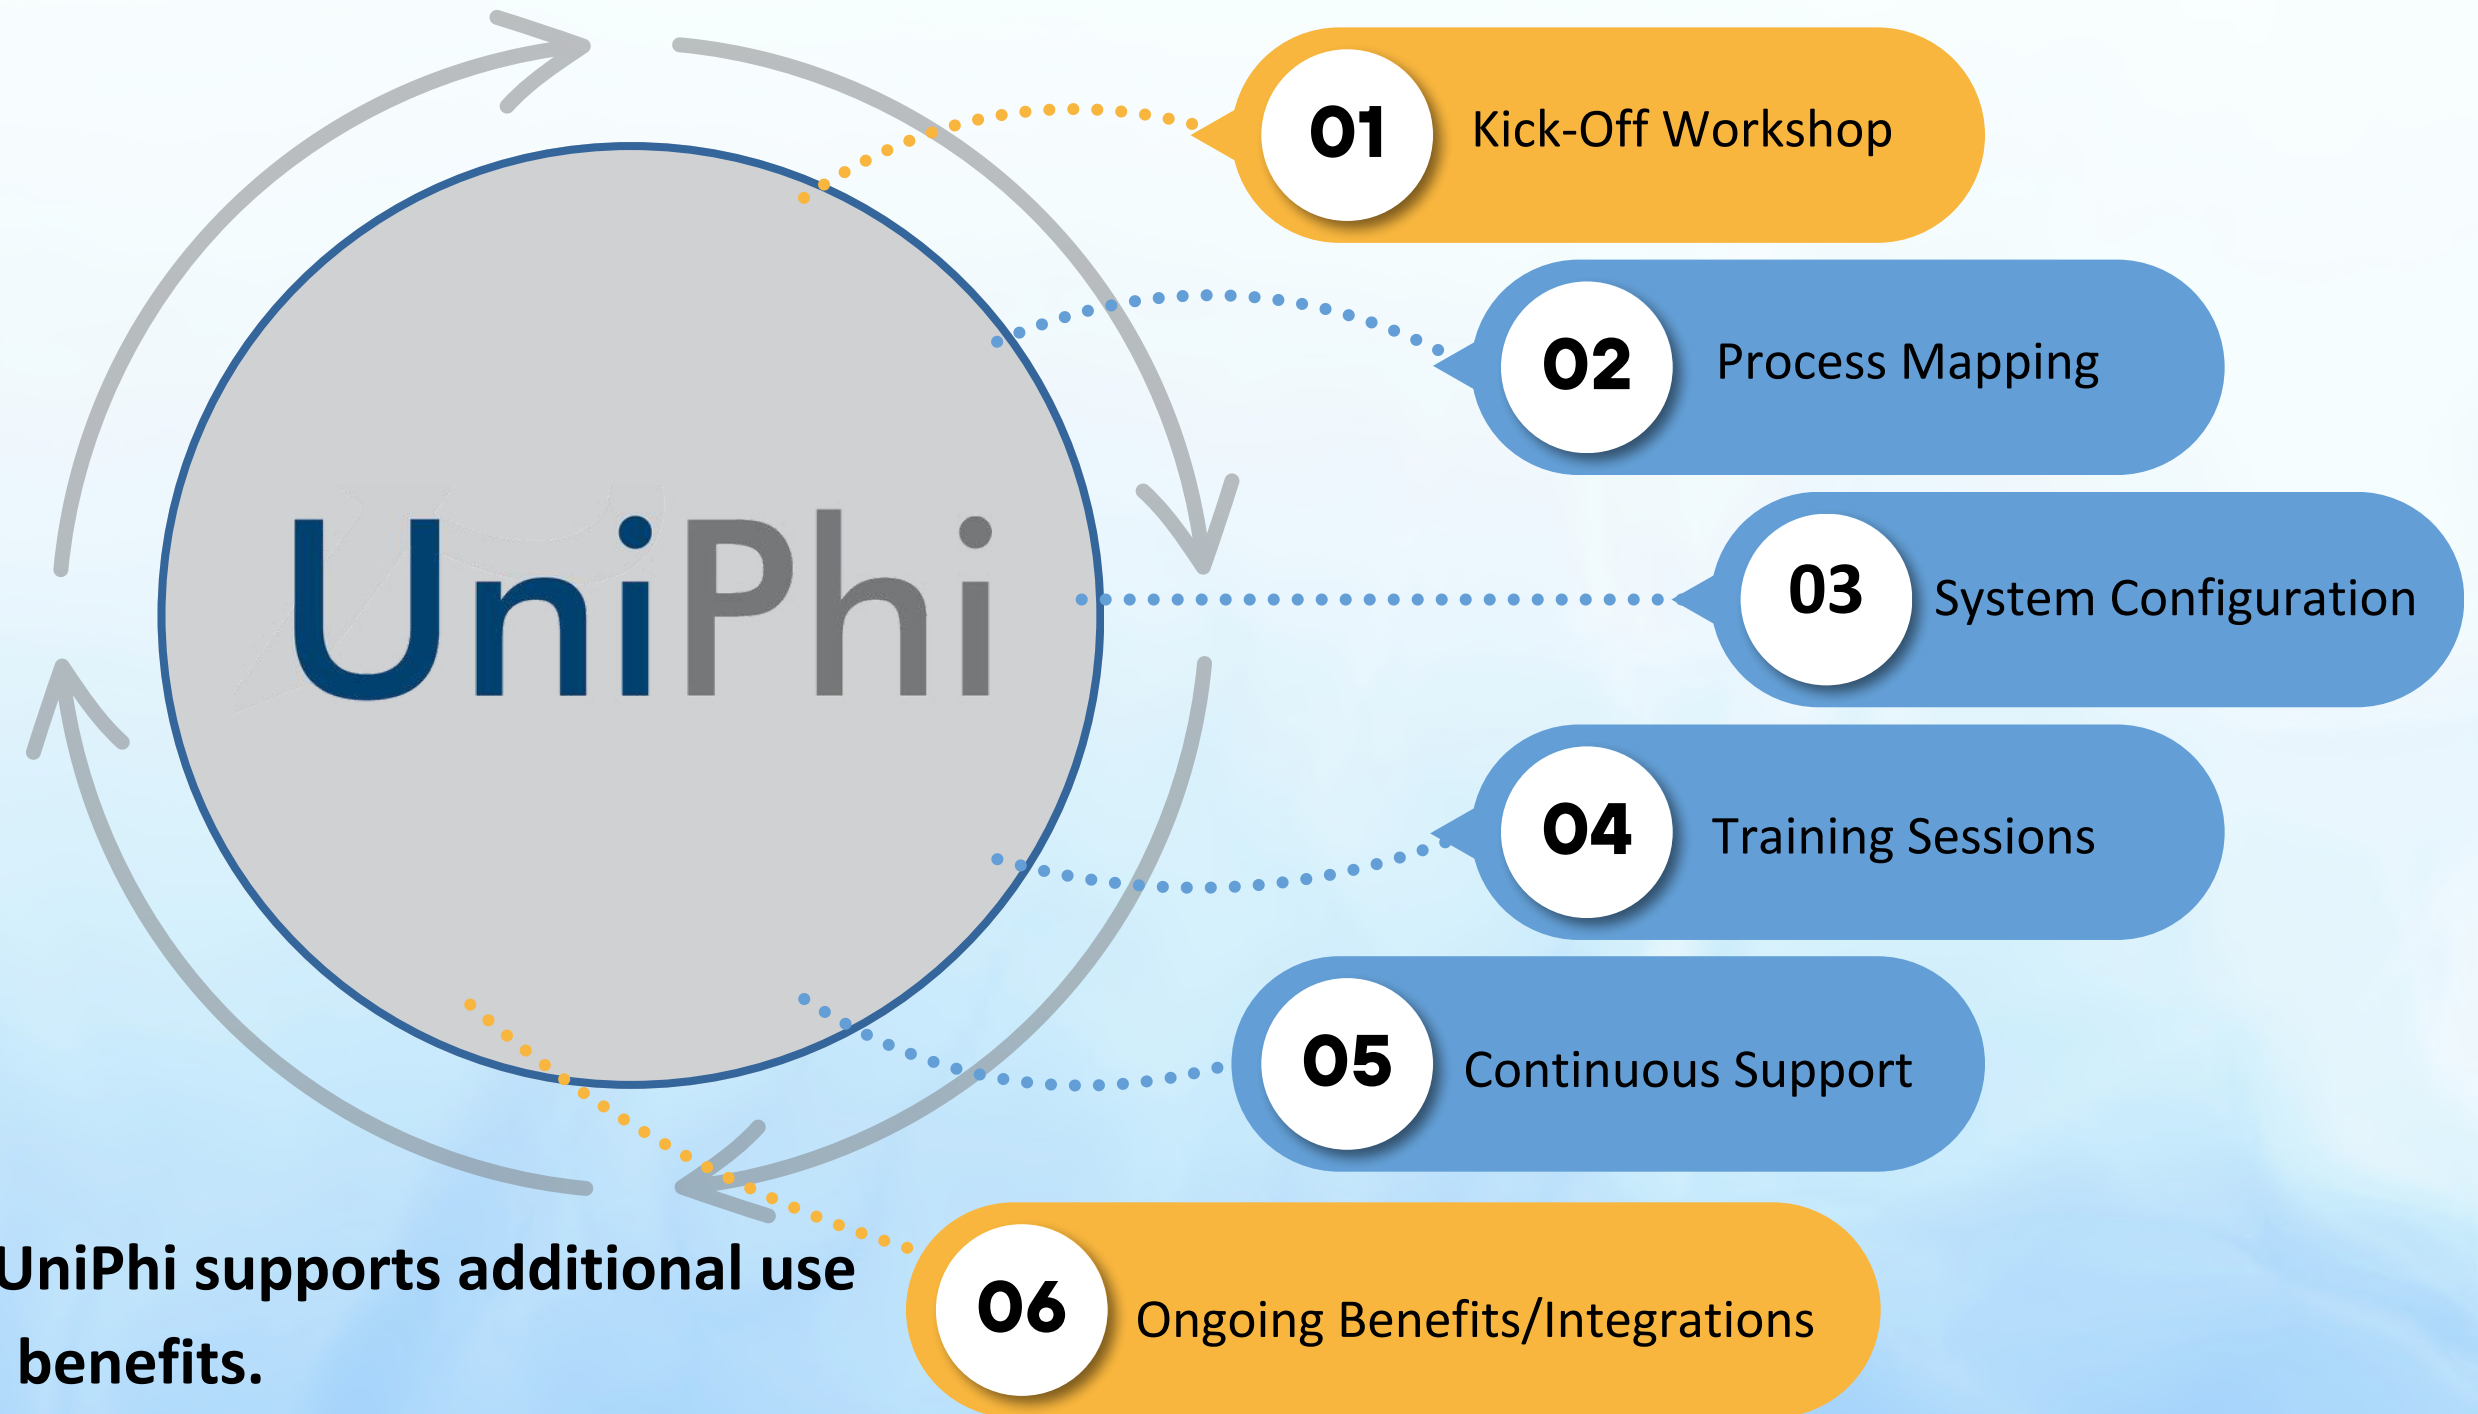 UniPhi
01 Kick-Off Workshop
02 Process Mapping
03 System Configuration
04 Training Sessions
05 Continuous Support
06 Ongoing Benefits/Integrations
UniPhi supports additional use
benefits.